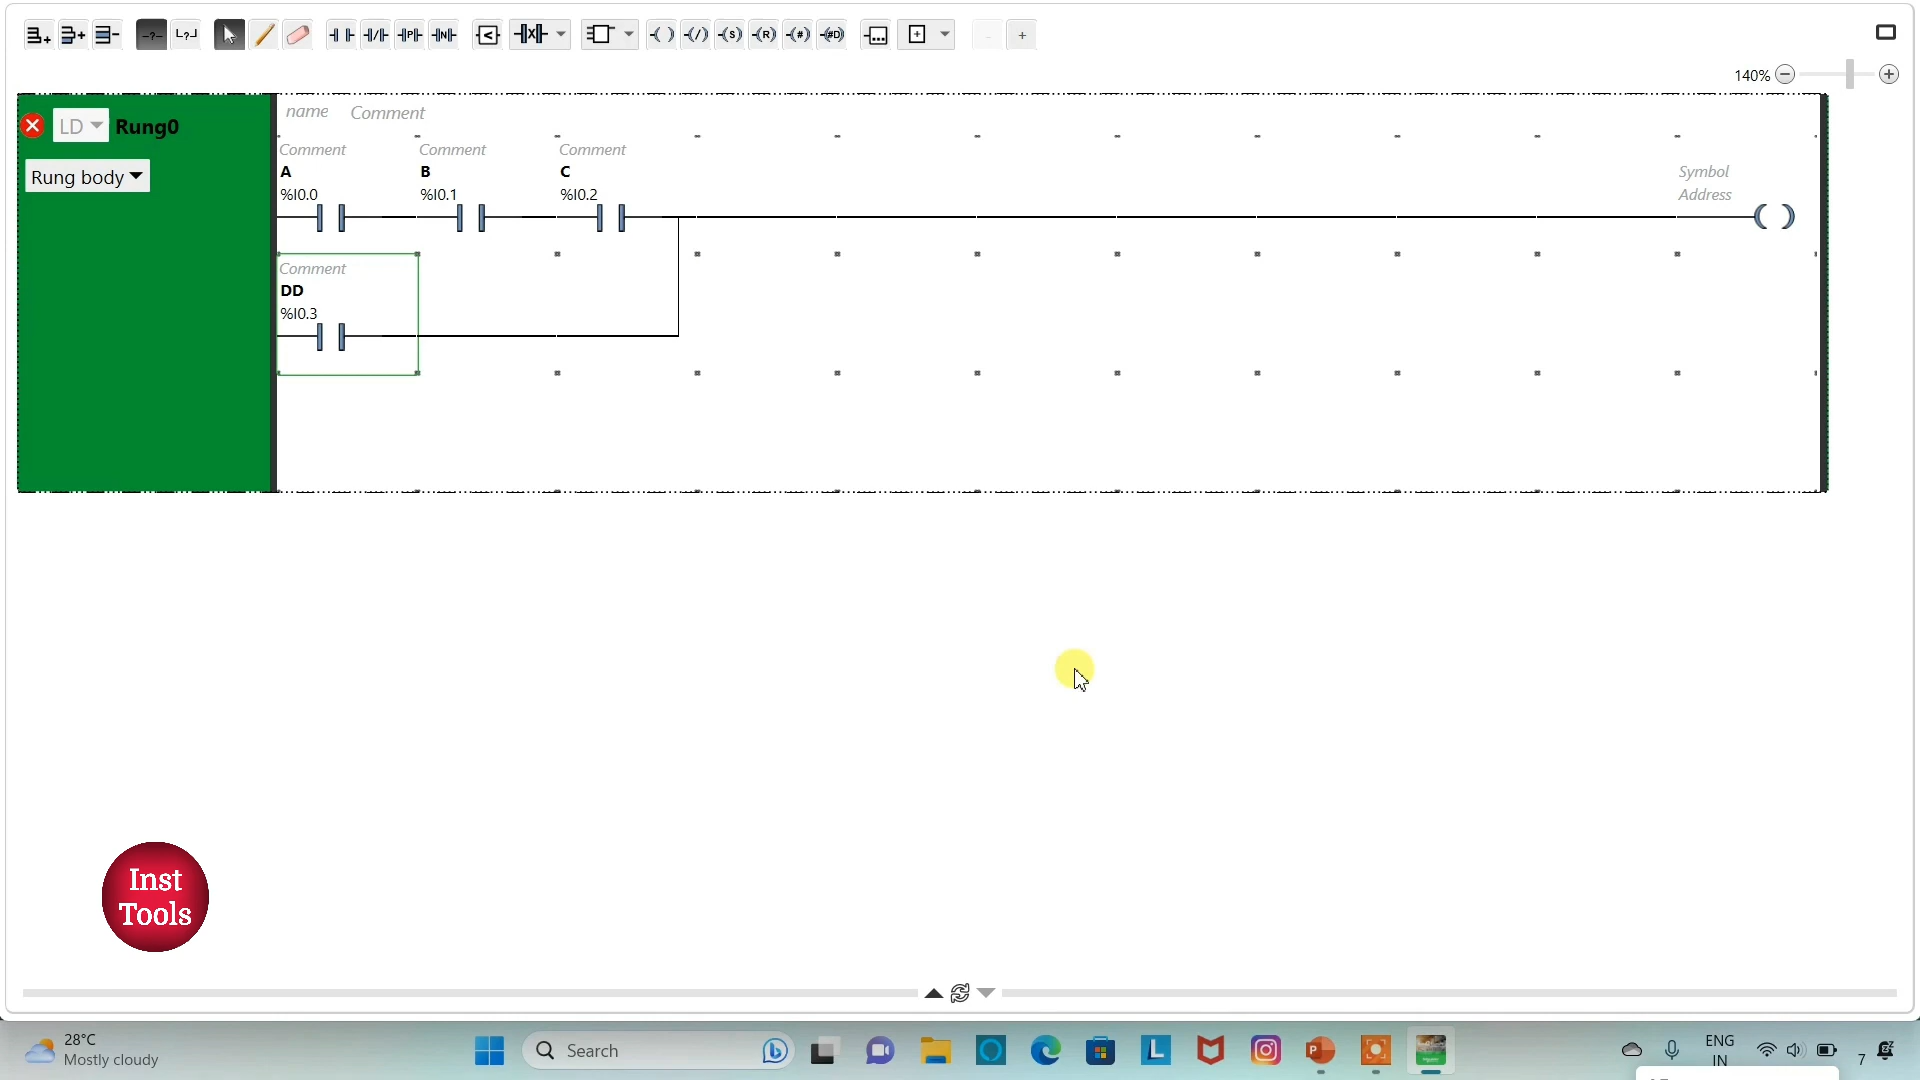 140%
name Comment
LD Rung0
Comment Comment Comment
A B C
%I0.0 %I0.1 %I0.2
Symbol
Address
Rung body
Comment
DD
%I0.3
Inst
Tools
28°C
Mostly cloudy
Search
ENG
IN
7